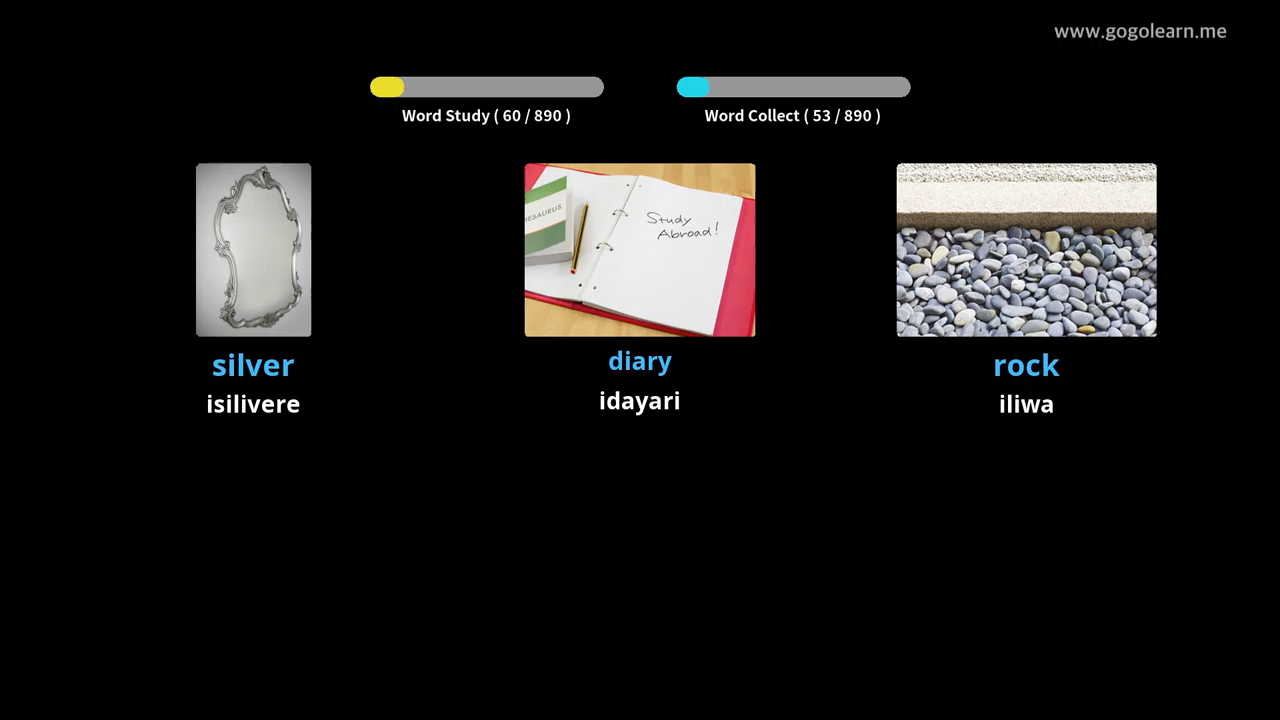 www.gogolearn.me
Word Study ( 60 / 890 )
Word Collect ( 53 / 890 )
HESAURUS
Study
Abroad!
silver
isilivere
diary
idayari
rock
iliwa